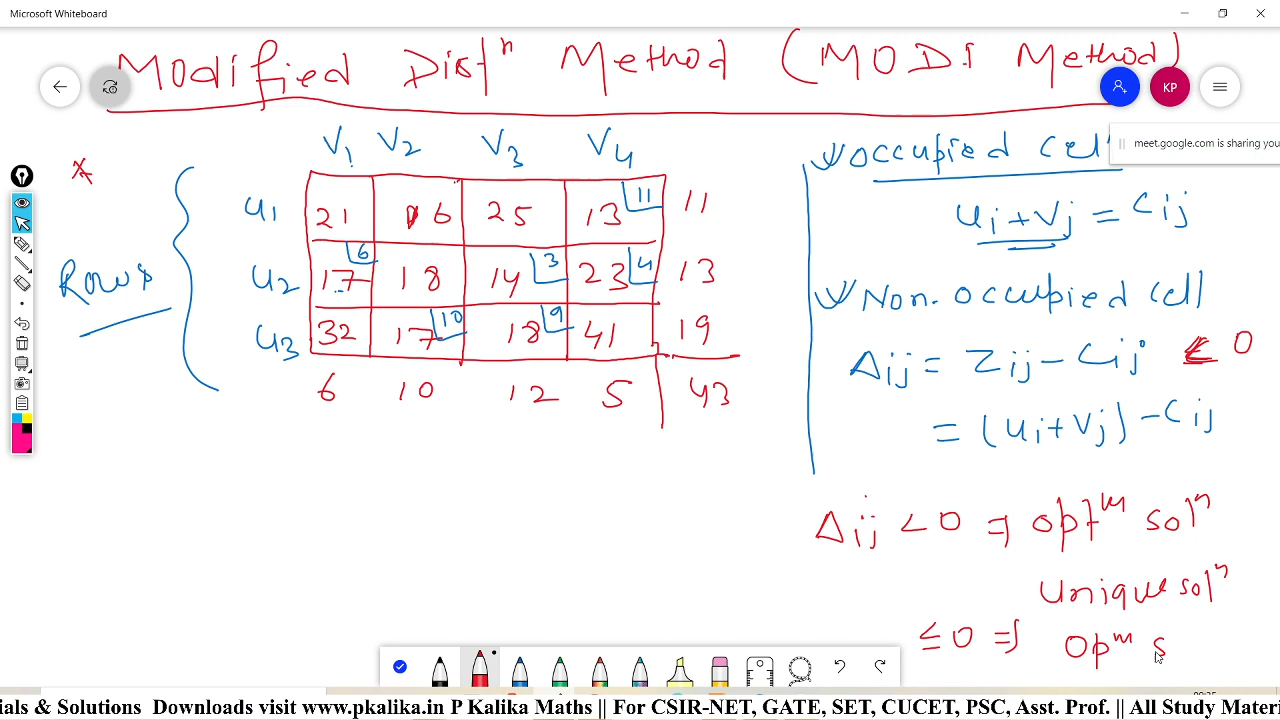 Microsoft Whiteboard
Modified Distⁿ Method (MODI Method)
KP
meet.google.com is sharing you
V₁ V₂ V₃ V₄
u₁ 21 16 25 13 11 11
u₂ 17 6 18 14 3 23 4 13
u₃ 32 17 10 18 9 41 19
6 10 12 5 43
Rows
occupied cell
ui + vj = Cij
Non-occupied cell
Δij = Zij - Cij ≤ 0
= (ui + vj) - Cij
Δij < 0 ⇒ optᵐ solⁿ
Unique solⁿ
≤ 0 ⇒ opᵐ s
ials & Solutions Downloads visit www.pkalika.in P Kalika Maths || For CSIR-NET, GATE, SET, CUCET, PSC, Asst. Prof. || All Study Mater